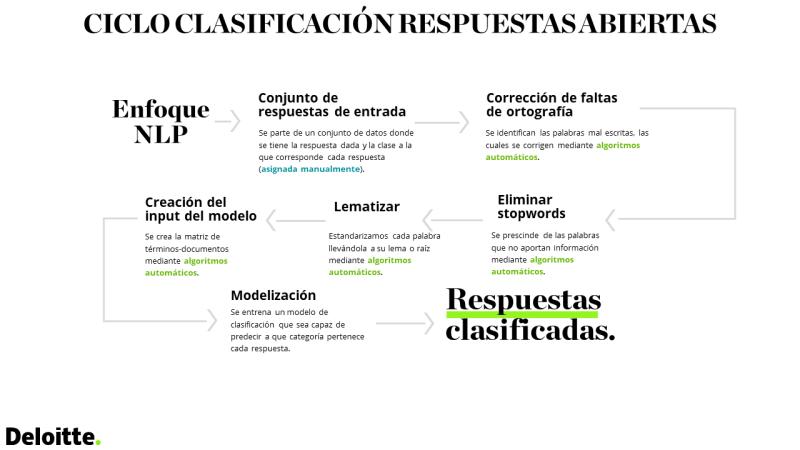 CICLO CLASIFICACIÓN RESPUESTAS ABIERTAS
Enfoque
NLP
Conjunto de
respuestas de entrada
Se parte de un conjunto de datos donde
se tiene la respuesta dada y la clase a la
que corresponde cada respuesta
(asignada manualmente).
Corrección de faltas
de ortografía
Se identifican las palabras mal escritas, las
cuales se corrigen mediante algoritmos
automáticos.
Eliminar
stopwords
Se prescinde de las palabras
que no aportan información
mediante algoritmos
automáticos.
Lematizar
Estandarizamos cada palabra
llevándola a su lema o raíz
mediante algoritmos
automáticos.
Creación del
input del modelo
Se crea la matriz de
términos-documentos
mediante algoritmos
automáticos.
Modelización
Se entrena un modelo de
clasificación que sea capaz de
predecir a que categoría pertenece
cada respuesta.
Respuestas
clasificadas.
Deloitte.